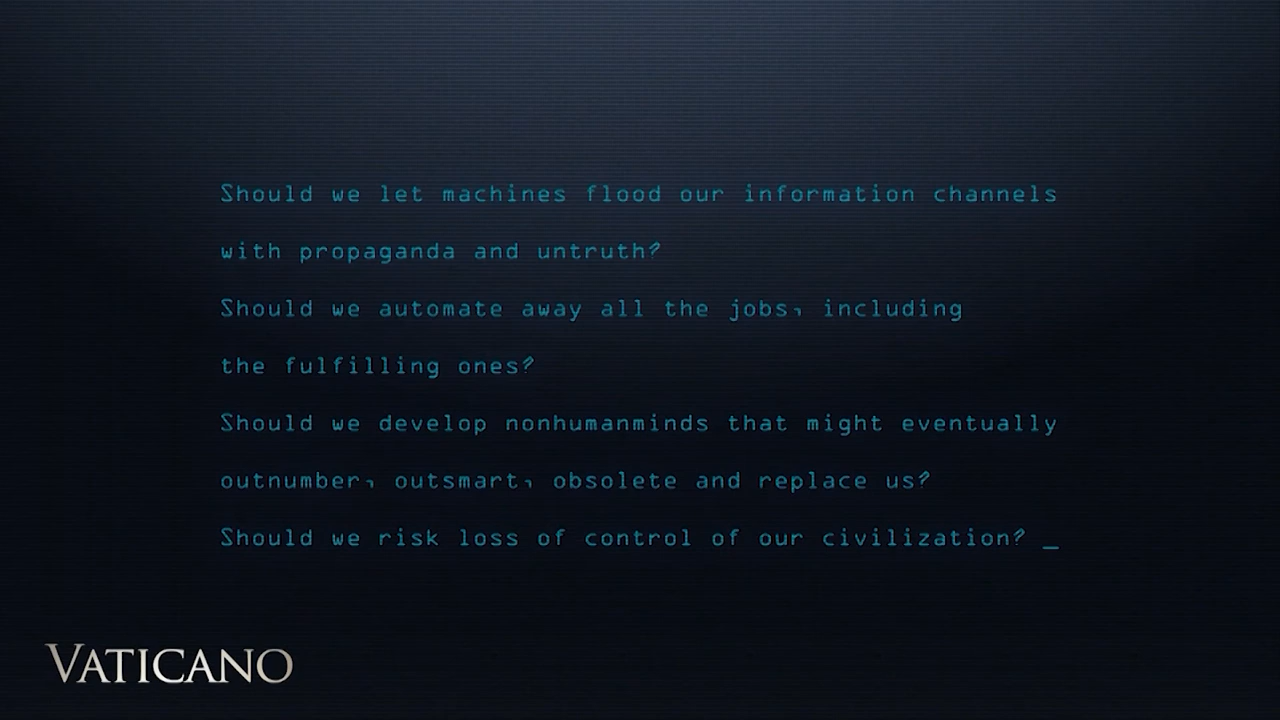 Should we let machines flood our information channels
with propaganda and untruth?
Should we automate away all the jobs, including
the fulfilling ones?
Should we develop nonhumanminds that might eventually
outnumber, outsmart, obsolete and replace us?
Should we risk loss of control of our civilization? _
VATICANO